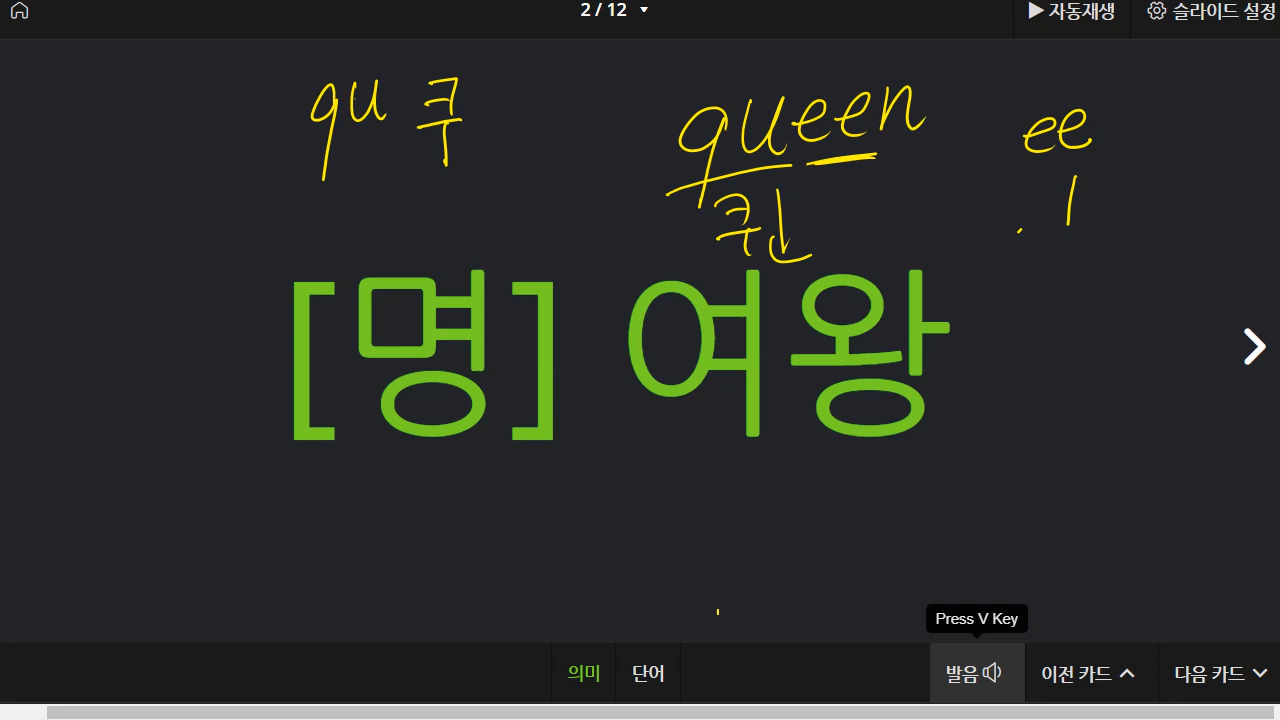 2 / 12
자동재생
슬라이드 설정
qu 쿠
queen
ee
퀸
ㅣ
[명] 여왕
Press V Key
의미
단어
발음
이전 카드
다음 카드